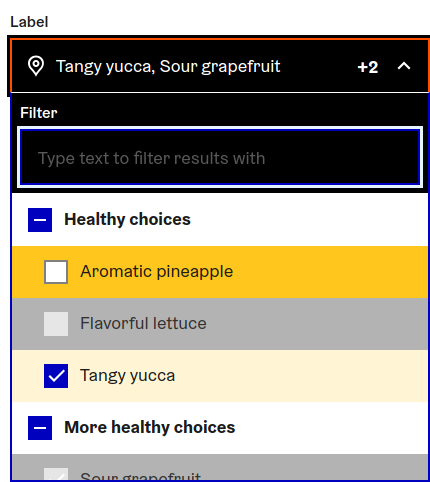 Label
Tangy yucca, Sour grapefruit +2
Filter
Type text to filter results with
Healthy choices
Aromatic pineapple
Flavorful lettuce
Tangy yucca
More healthy choices
Sour grapefruit